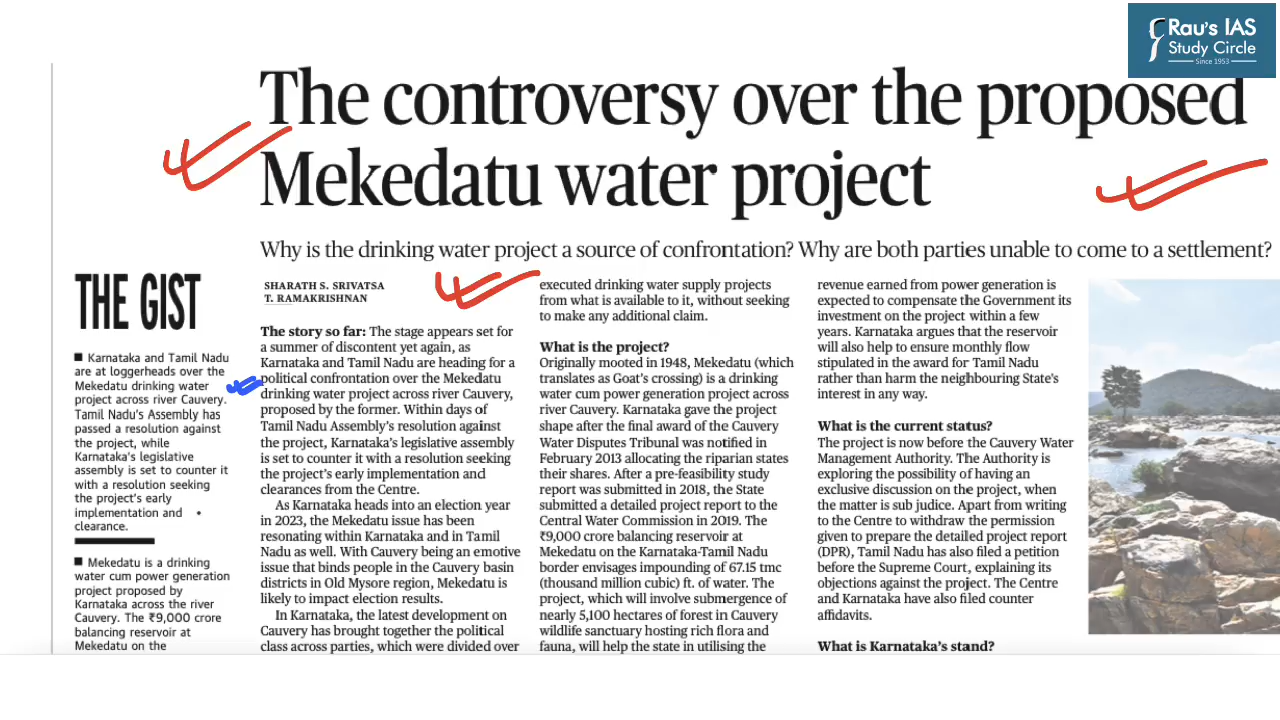 Rau's IAS
Study Circle
Since 1953
The controversy over the proposed
Mekedatu water project
Why is the drinking water project a source of confrontation? Why are both parties unable to come to a settlement?
THE GIST
■ Karnataka and Tamil Nadu
are at loggerheads over the
Mekedatu drinking water
project across river Cauvery.
Tamil Nadu's Assembly has
passed a resolution against
the project, while
Karnataka's legislative
assembly is set to counter it
with a resolution seeking
the project's early
implementation and
clearance.
■ Mekedatu is a drinking
water cum power generation
project proposed by
Karnataka across the river
Cauvery. The ₹9,000 crore
balancing reservoir at
Mekedatu on the
SHARATH S. SRIVATSA
T. RAMAKRISHNAN
The story so far: The stage appears set for
a summer of discontent yet again, as
Karnataka and Tamil Nadu are heading for a
political confrontation over the Mekedatu
drinking water project across river Cauvery,
proposed by the former. Within days of
Tamil Nadu Assembly's resolution against
the project, Karnataka's legislative assembly
is set to counter it with a resolution seeking
the project's early implementation and
clearances from the Centre.
As Karnataka heads into an election year
in 2023, the Mekedatu issue has been
resonating within Karnataka and in Tamil
Nadu as well. With Cauvery being an emotive
issue that binds people in the Cauvery basin
districts in Old Mysore region, Mekedatu is
likely to impact election results.
In Karnataka, the latest development on
Cauvery has brought together the political
class across parties, which were divided over
executed drinking water supply projects
from what is available to it, without seeking
to make any additional claim.
What is the project?
Originally mooted in 1948, Mekedatu (which
translates as Goat's crossing) is a drinking
water cum power generation project across
river Cauvery. Karnataka gave the project
shape after the final award of the Cauvery
Water Disputes Tribunal was notified in
February 2013 allocating the riparian states
their shares. After a pre-feasibility study
report was submitted in 2018, the State
submitted a detailed project report to the
Central Water Commission in 2019. The
₹9,000 crore balancing reservoir at
Mekedatu on the Karnataka-Tamil Nadu
border envisages impounding of 67.15 tmc
(thousand million cubic) ft. of water. The
project, which will involve submergence of
nearly 5,100 hectares of forest in Cauvery
wildlife sanctuary hosting rich flora and
fauna, will help the state in utilising the
revenue earned from power generation is
expected to compensate the Government its
investment on the project within a few
years. Karnataka argues that the reservoir
will also help to ensure monthly flow
stipulated in the award for Tamil Nadu
rather than harm the neighbouring State's
interest in any way.
What is the current status?
The project is now before the Cauvery Water
Management Authority. The Authority is
exploring the possibility of having an
exclusive discussion on the project, when
the matter is sub judice. Apart from writing
to the Centre to withdraw the permission
given to prepare the detailed project report
(DPR), Tamil Nadu has also filed a petition
before the Supreme Court, explaining its
objections against the project. The Centre
and Karnataka have also filed counter
affidavits.
What is Karnataka's stand?